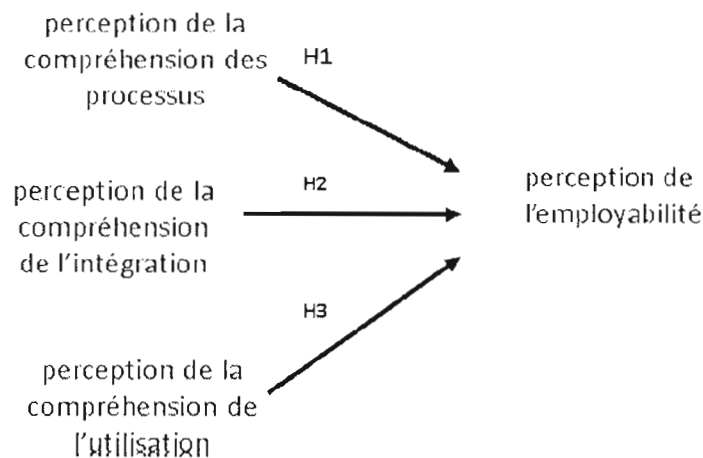 perception de la
compréhension des
processus
H1
perception de la
compréhension
de l'intégration
H2
perception de la
compréhension de
l'utilisation
H3
perception de
l'employabilité